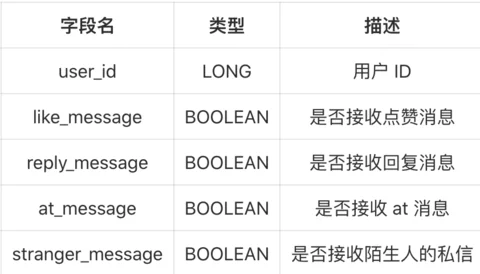 字段名 类型 描述
user_id LONG 用户 ID
like_message BOOLEAN 是否接收点赞消息
reply_message BOOLEAN 是否接收回复消息
at_message BOOLEAN 是否接收 at 消息
stranger_message BOOLEAN 是否接收陌生人的私信